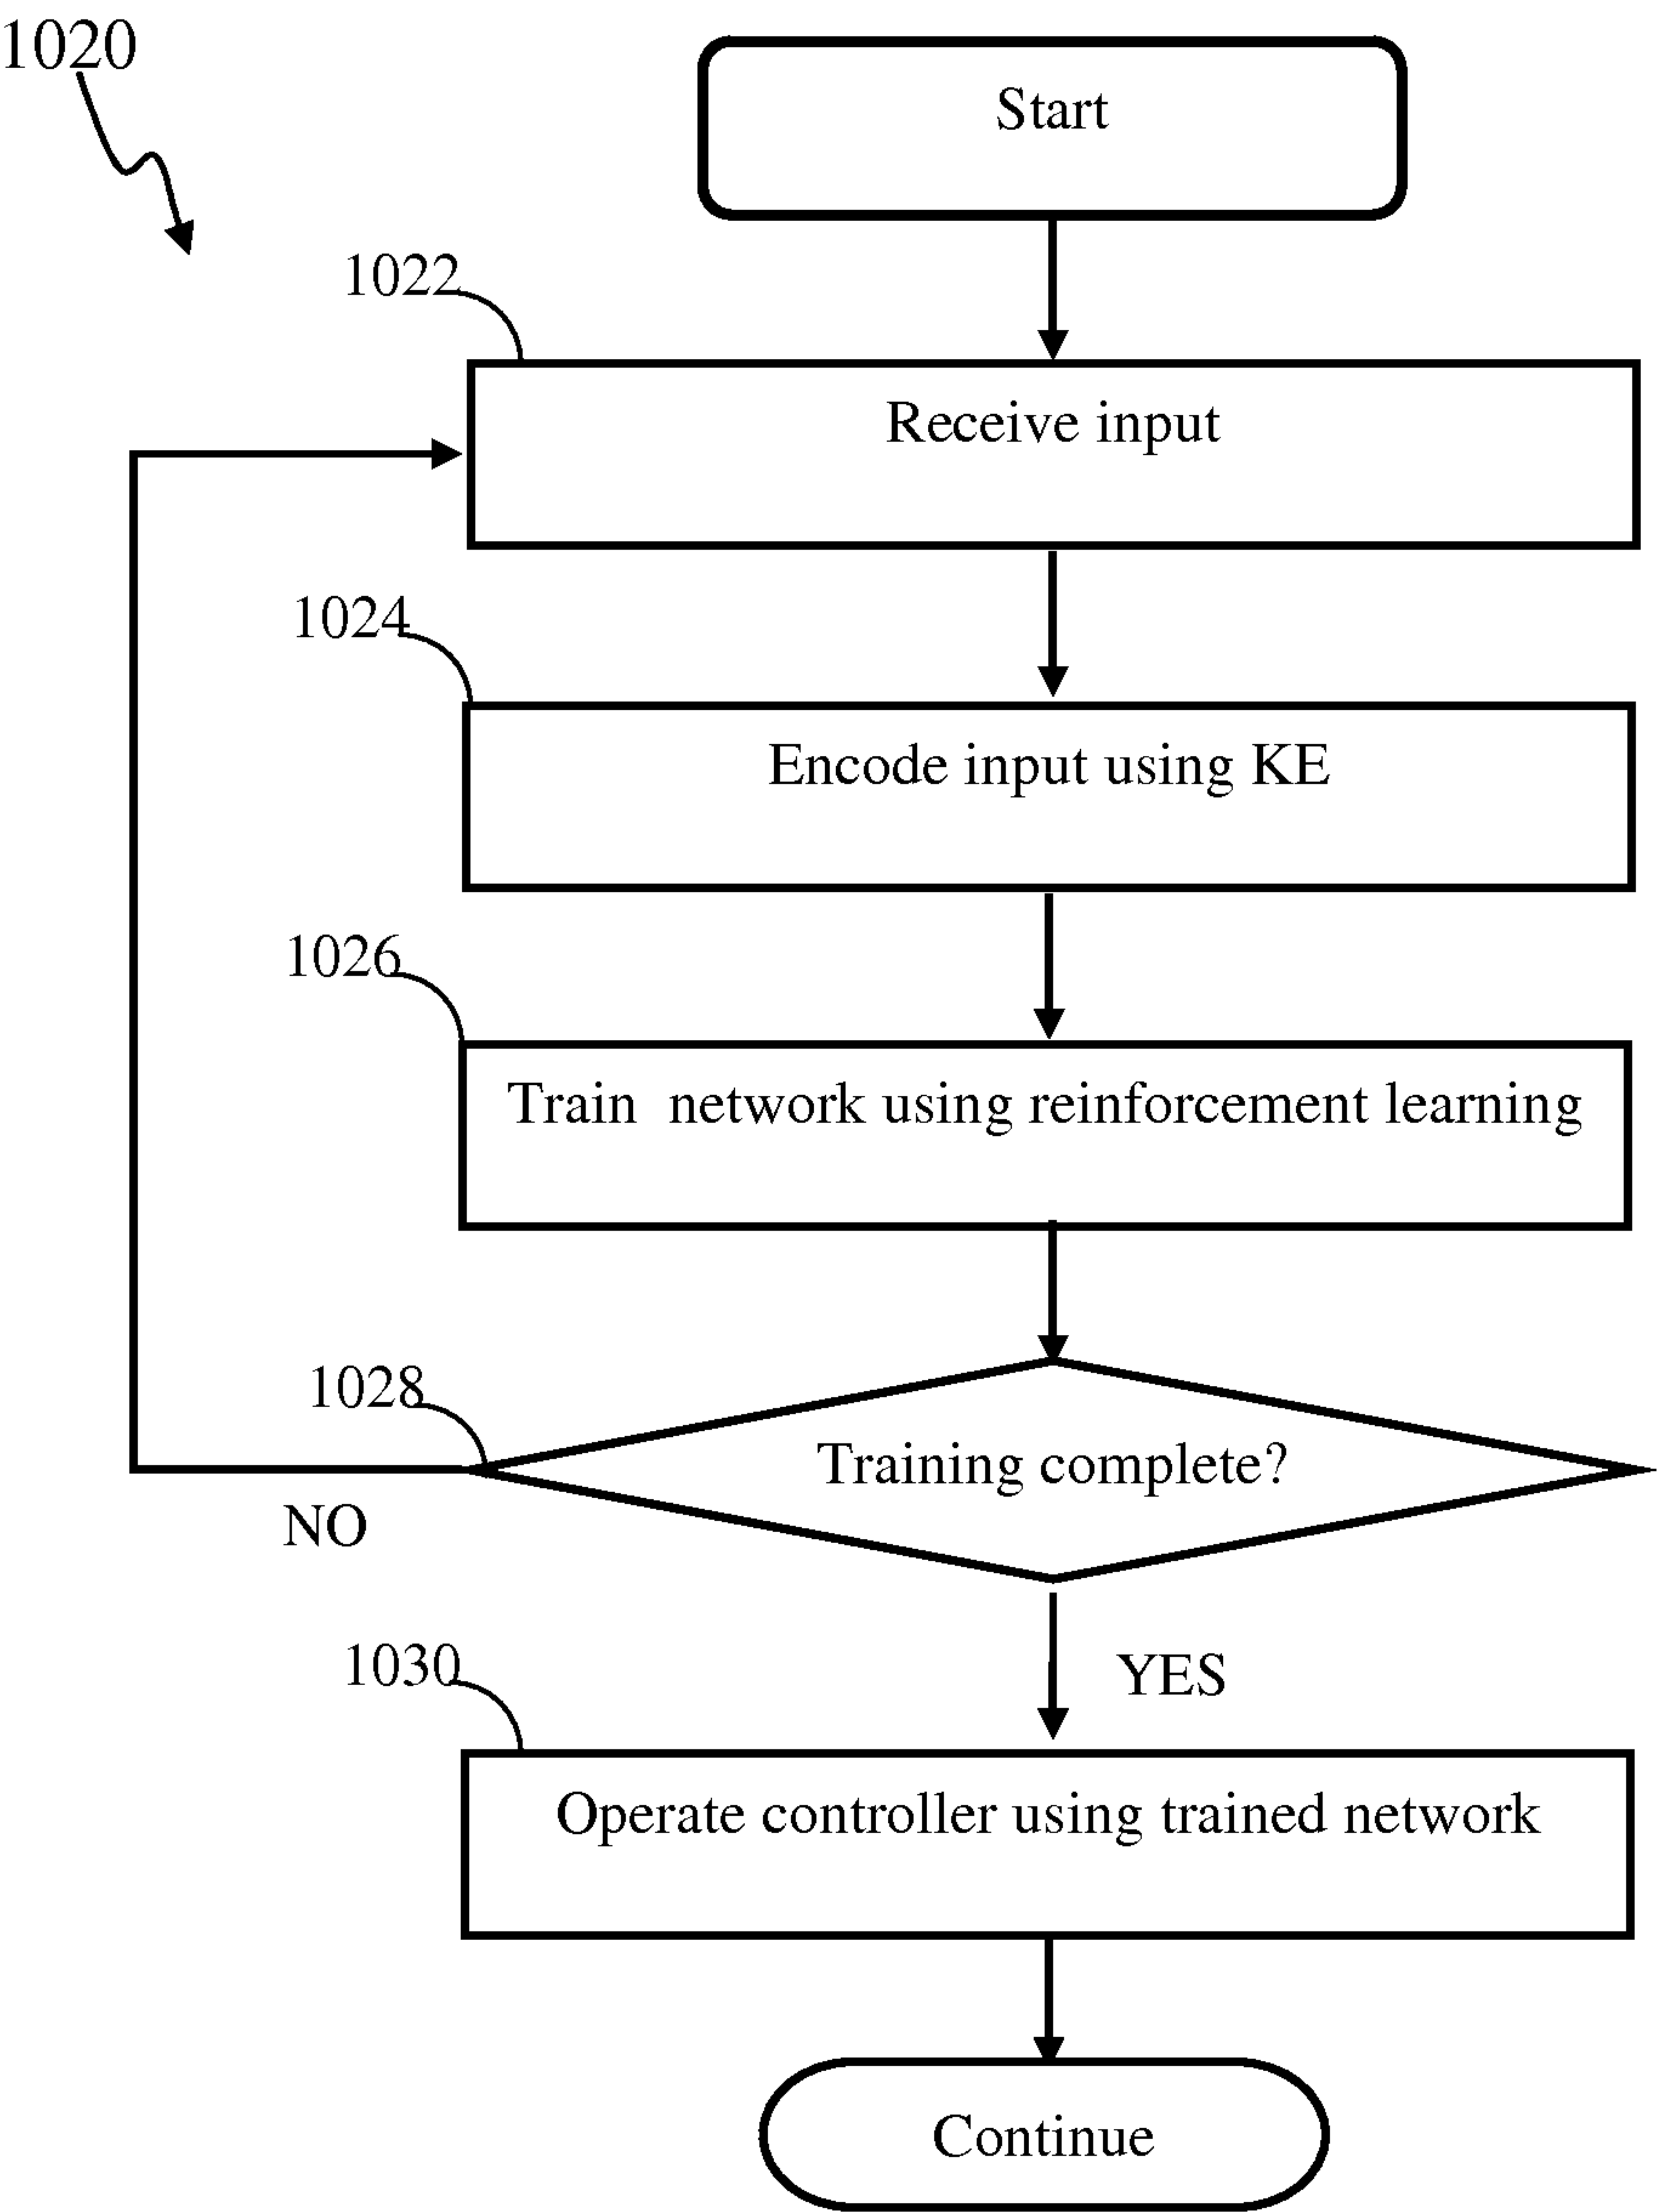 1020
Start
1022
Receive input
1024
Encode input using KE
1026
Train network using reinforcement learning
1028
Training complete?
NO
YES
1030
Operate controller using trained network
Continue